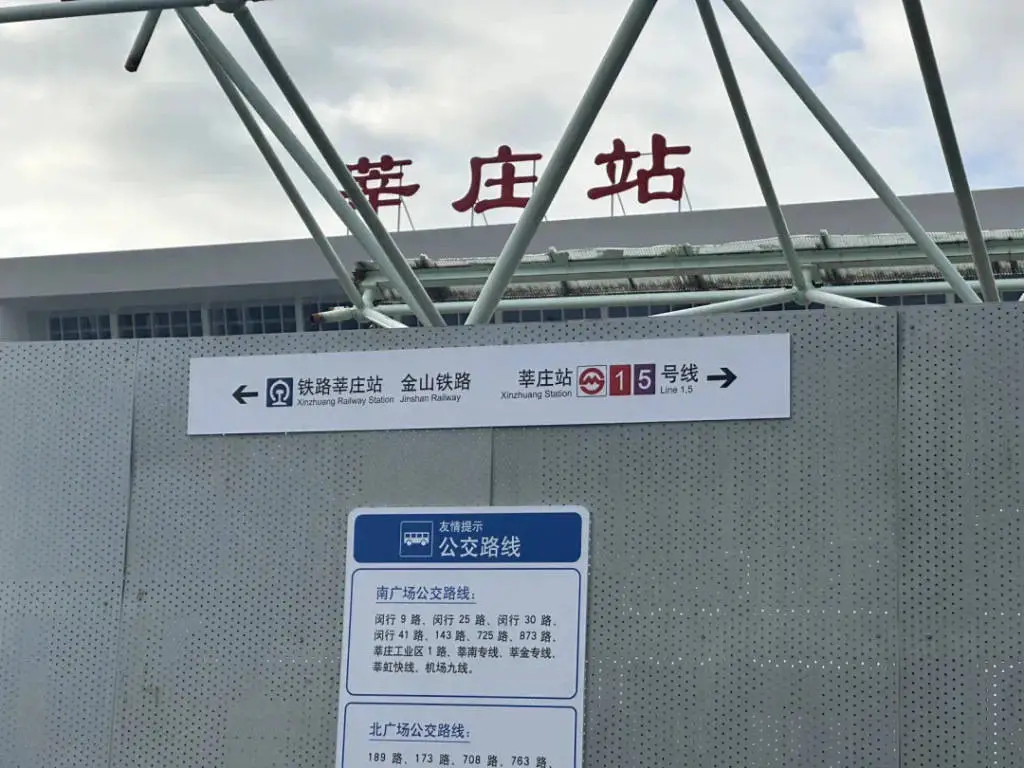 莘庄站
铁路莘庄站 金山铁路
Xinzhuang Railway Station Jinshan Railway
莘庄站 1 5 号线
Xinzhuang Station Line 1,5
友情提示
公交路线
南广场公交路线：
闵行 9 路、闵行 25 路、闵行 30 路、
闵行 41 路、143 路、725 路、873 路、
莘庄工业区 1 路、莘南专线、莘金专线、
莘虹快线、机场九线。
北广场公交路线：
189 路、173 路、708 路、763 路、